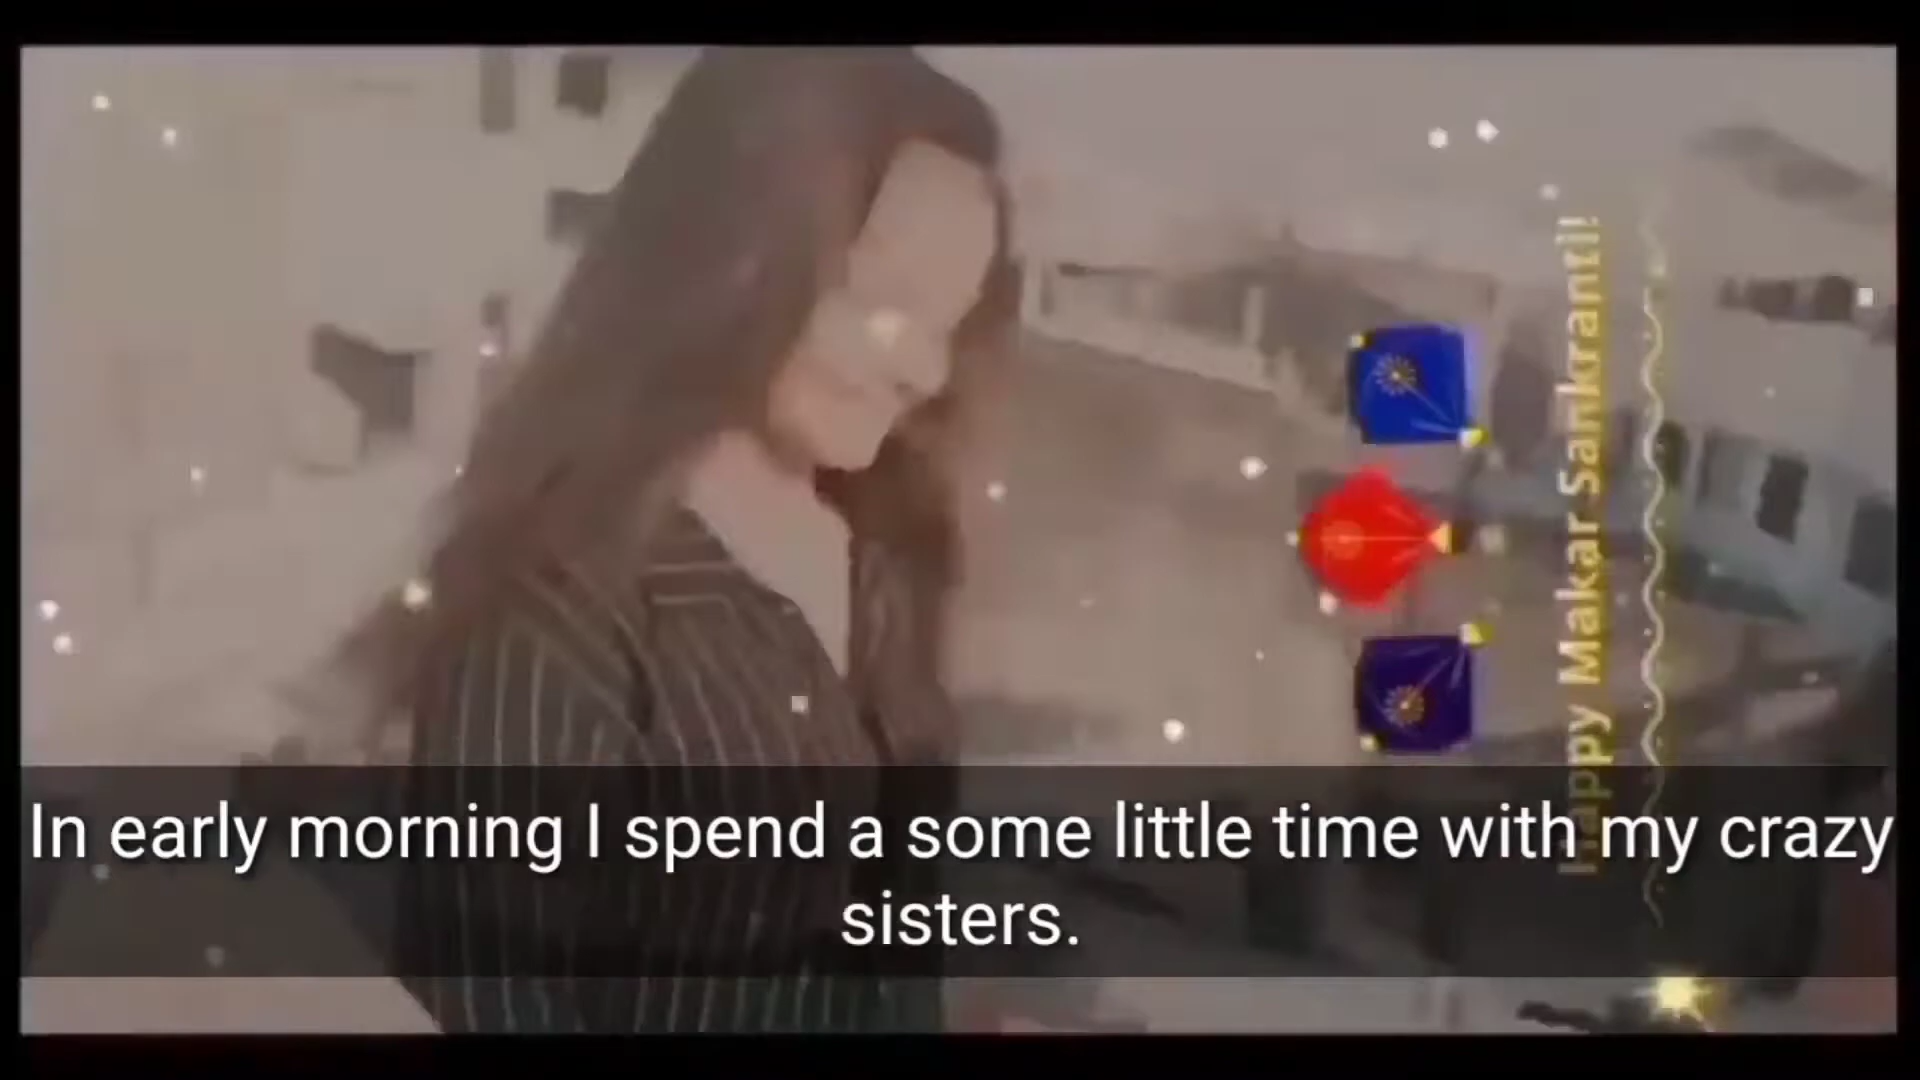 Happy Makar Sankranti!
In early morning I spend a some little time with my crazy
sisters.